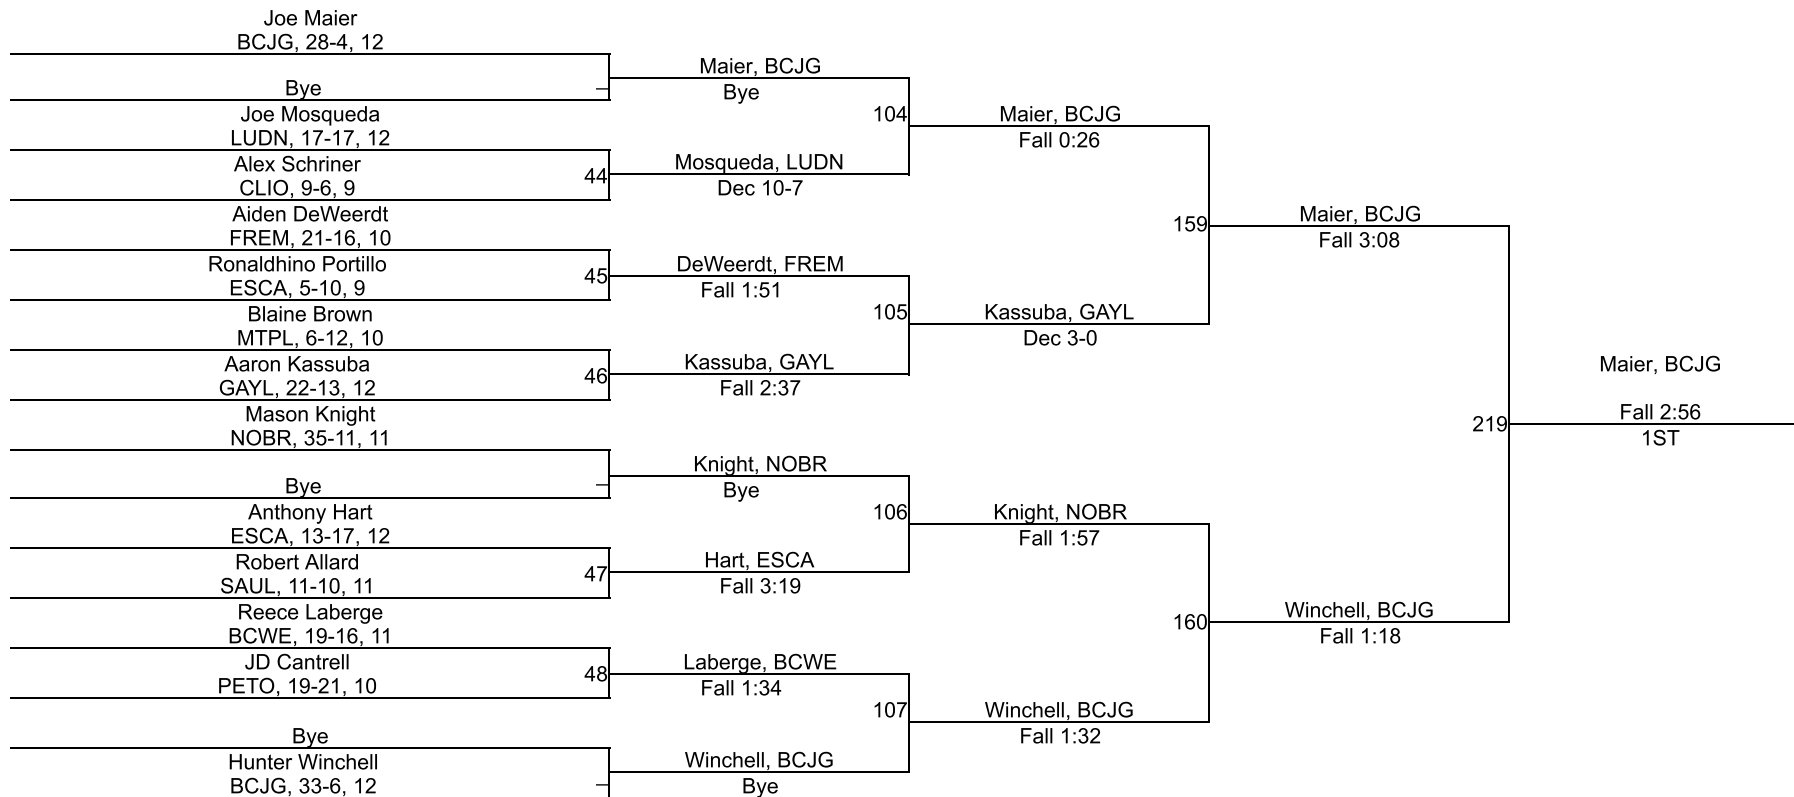 Joe Maier
BCJG, 28-4, 12
Bye
Joe Mosqueda
LUDN, 17-17, 12
Alex Schriner
CLIO, 9-6, 9
44
Aiden DeWeerdt
FREM, 21-16, 10
Ronaldhino Portillo
ESCA, 5-10, 9
45
Blaine Brown
MTPL, 6-12, 10
Aaron Kassuba
GAYL, 22-13, 12
46
Mason Knight
NOBR, 35-11, 11
Bye
Anthony Hart
ESCA, 13-17, 12
Robert Allard
SAUL, 11-10, 11
47
Reece Laberge
BCWE, 19-16, 11
JD Cantrell
PETO, 19-21, 10
48
Bye
Hunter Winchell
BCJG, 33-6, 12
Maier, BCJG
Bye
104
Mosqueda, LUDN
Dec 10-7
DeWeerdt, FREM
Fall 1:51
105
Kassuba, GAYL
Fall 2:37
Knight, NOBR
Bye
106
Hart, ESCA
Fall 3:19
Laberge, BCWE
Fall 1:34
107
Winchell, BCJG
Bye
Maier, BCJG
Fall 0:26
159
Kassuba, GAYL
Dec 3-0
Knight, NOBR
Fall 1:57
160
Winchell, BCJG
Fall 1:32
Maier, BCJG
Fall 3:08
219
Winchell, BCJG
Fall 1:18
Maier, BCJG
Fall 2:56
1ST